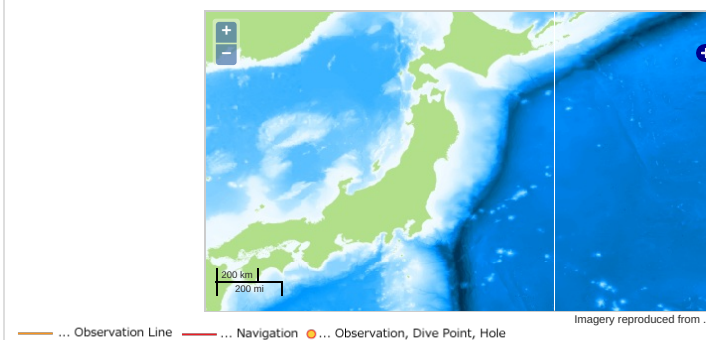 +
−
200 km
200 mi
Imagery reproduced from .
... Observation Line ... Navigation ... Observation, Dive Point, Hole